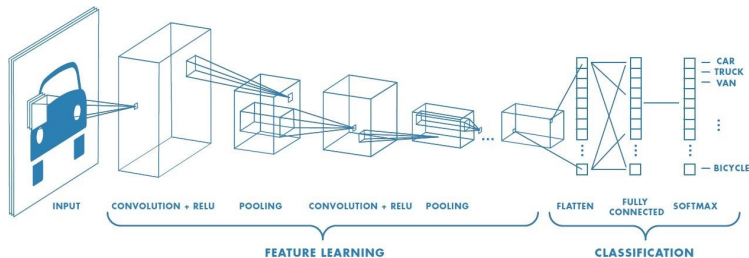 CAR
TRUCK
VAN
BICYCLE
INPUT
CONVOLUTION + RELU
POOLING
CONVOLUTION + RELU
POOLING
FLATTEN
FULLY
CONNECTED
SOFTMAX
FEATURE LEARNING
CLASSIFICATION